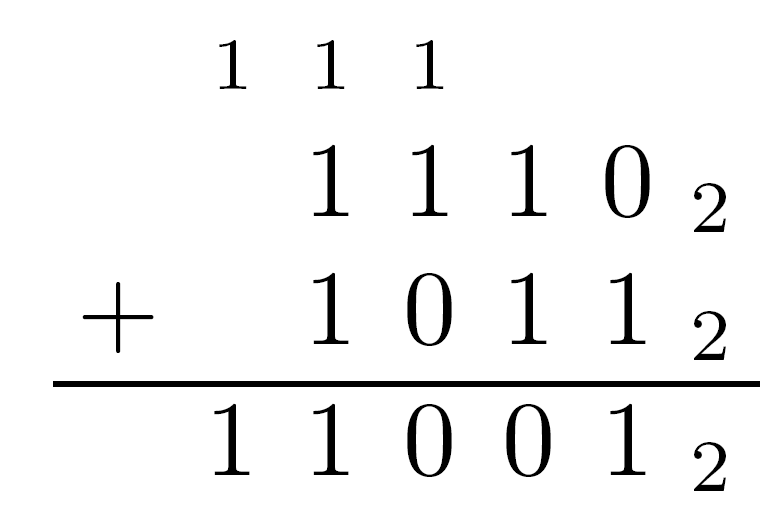 1 1 1
1 1 1 0 ₂
+ 1 0 1 1 ₂
1 1 0 0 1 ₂